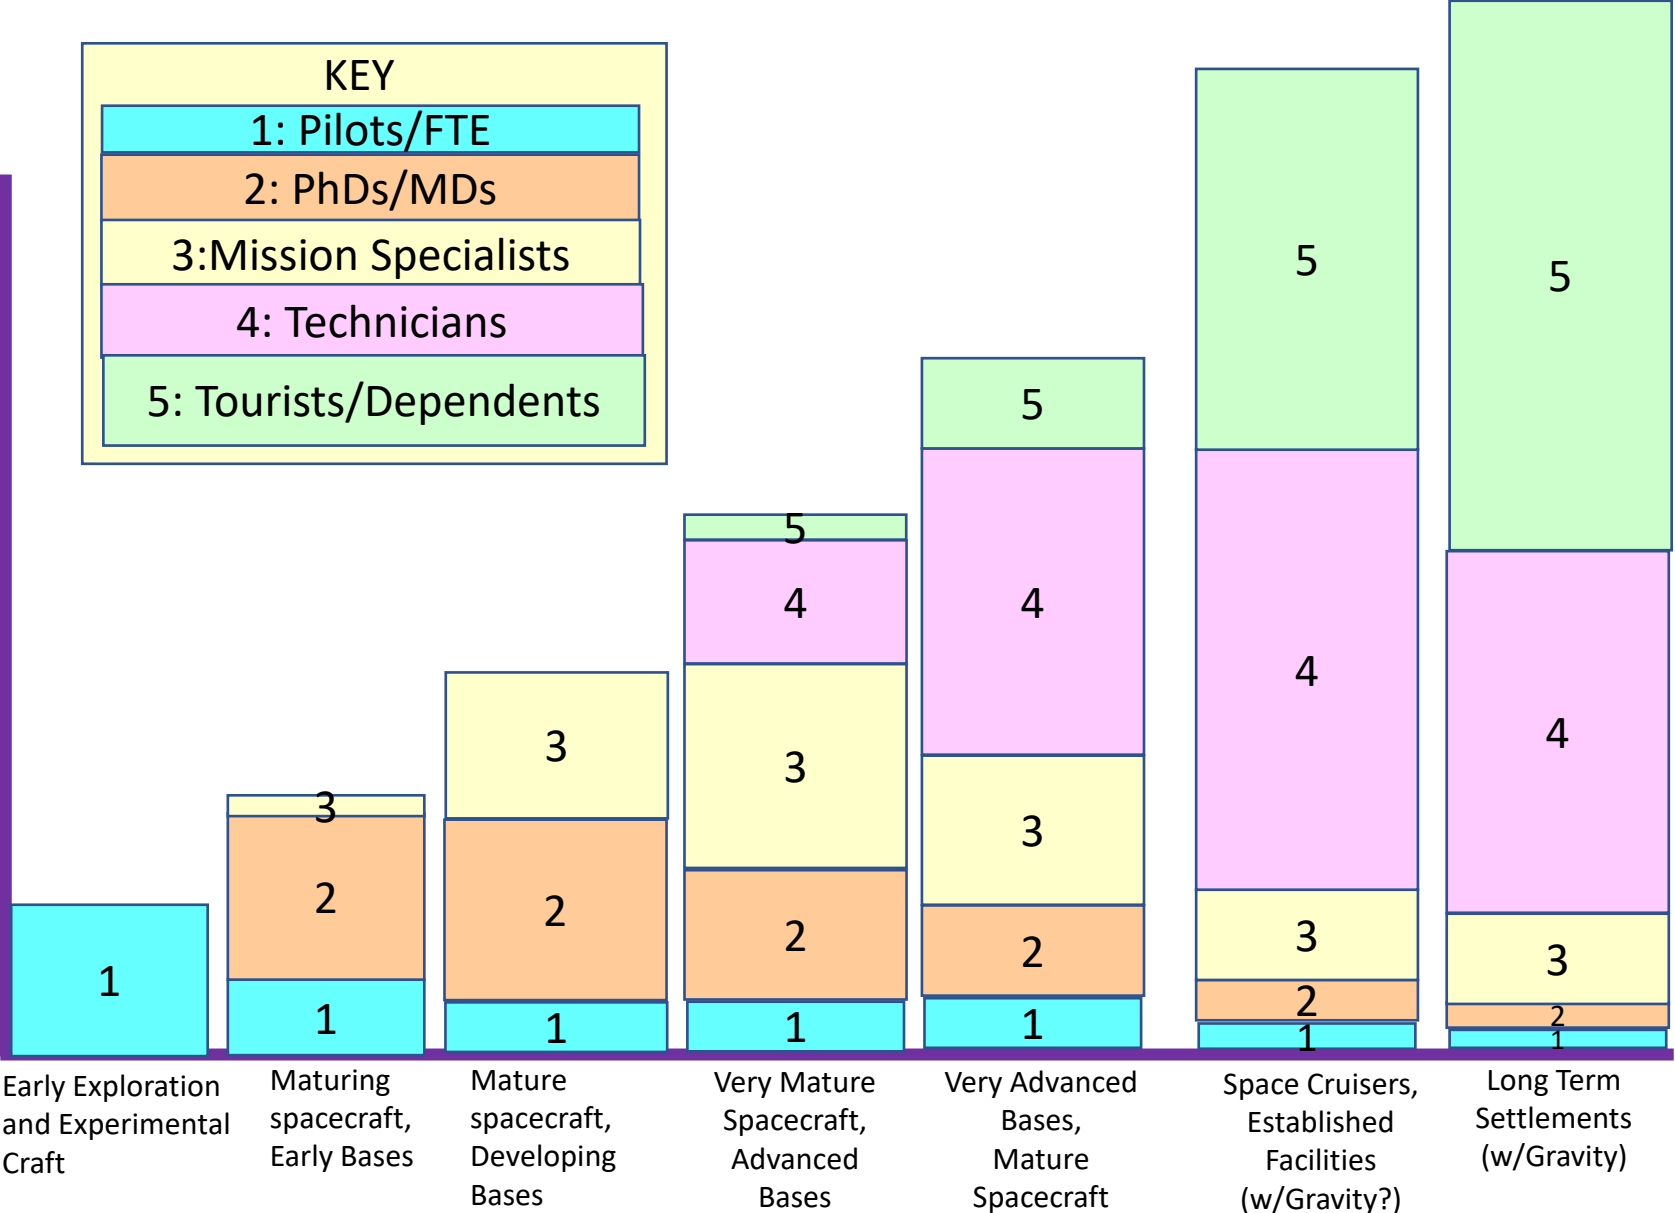 KEY
1: Pilots/FTE
2: PhDs/MDs
3:Mission Specialists
4: Technicians
5: Tourists/Dependents
1
3
2
1
3
2
1
5
4
3
2
1
5
4
3
2
1
5
4
3
2
1
5
4
3
2
1
Early Exploration
and Experimental
Craft
Maturing
spacecraft,
Early Bases
Mature
spacecraft,
Developing
Bases
Very Mature
Spacecraft,
Advanced
Bases
Very Advanced
Bases,
Mature
Spacecraft
Space Cruisers,
Established
Facilities
(w/Gravity?)
Long Term
Settlements
(w/Gravity)